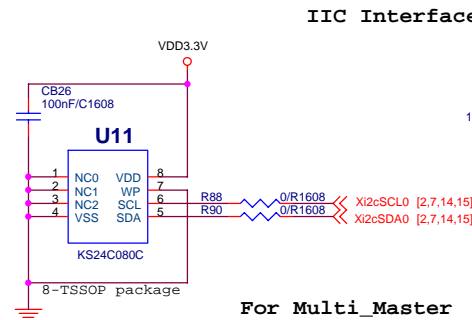 IIC Interface
VDD3.3V
CB26
100nF/C1608
1
U11
1 NC0 VDD 8
2 NC1 WP 7
3 NC2 SCL 6 R88 0/R1608 Xi2cSCL0 [2,7,14,15]
4 VSS SDA 5 R90 0/R1608 Xi2cSDA0 [2,7,14,15]
KS24C080C
8-TSSOP package
For Multi_Master